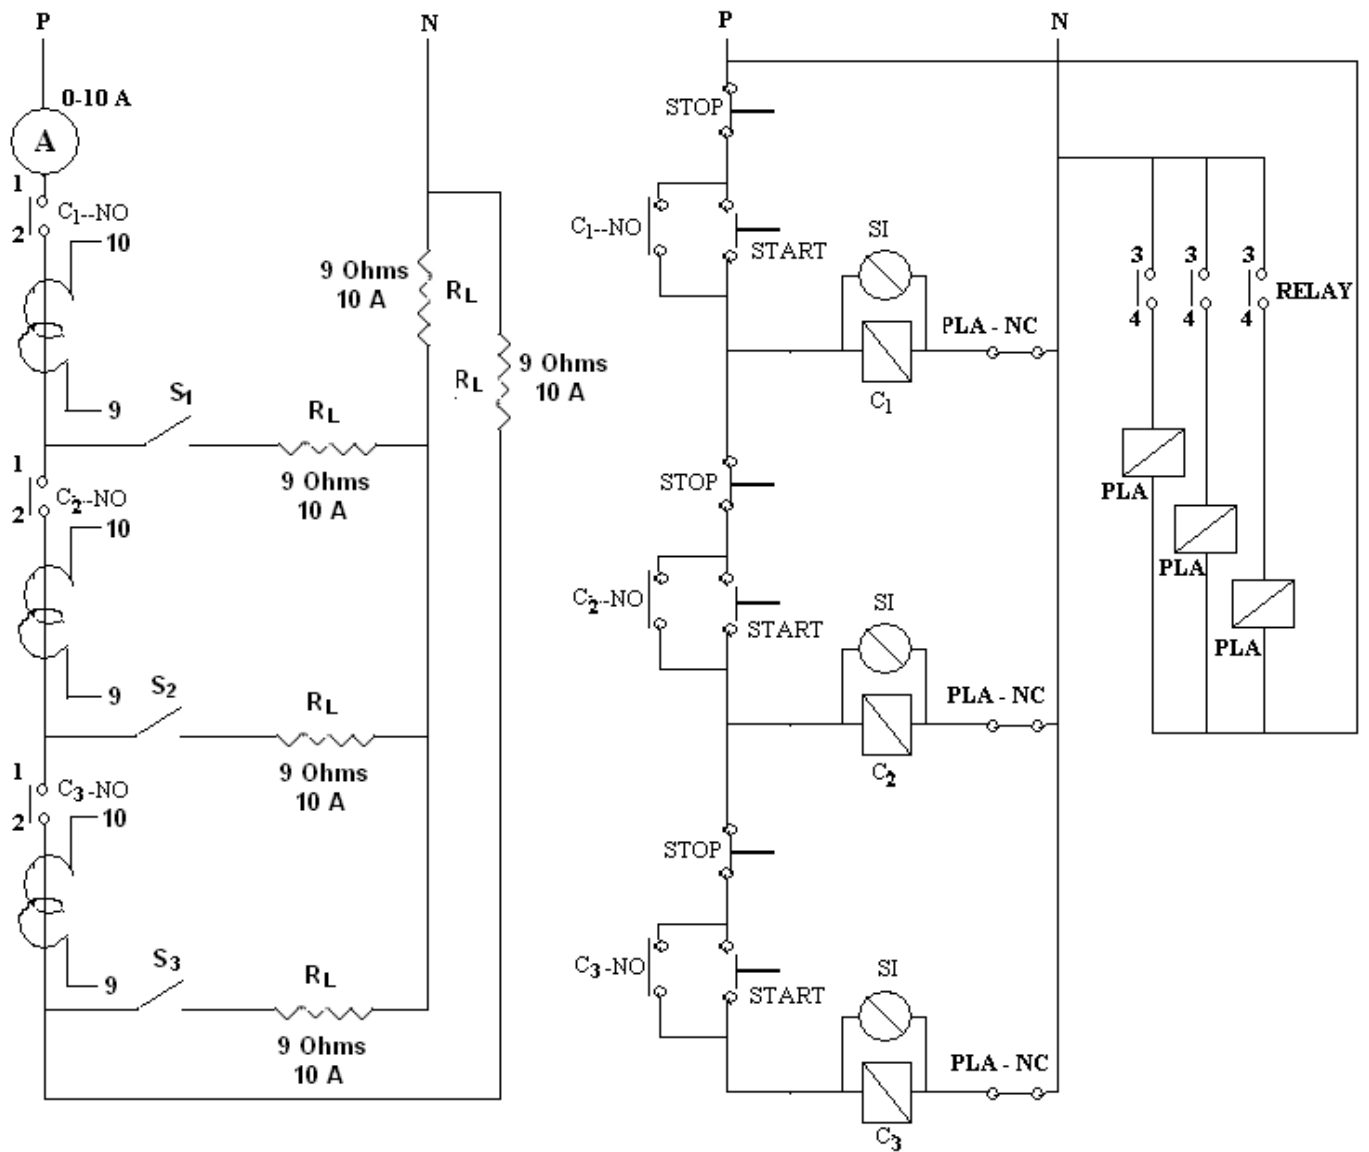 P
N
0-10 A
A
1
C1--NO
2
10
9 Ohms
10 A
RL
9 Ohms
10 A
RL
9
S1
RL
9 Ohms
10 A
1
C2--NO
2
10
9
S2
RL
9 Ohms
10 A
1
C3-NO
2
10
9
S3
RL
9 Ohms
10 A
P
N
STOP
C1--NO
START
SI
PLA - NC
C1
STOP
C2--NO
START
SI
PLA - NC
C2
STOP
C3-NO
START
SI
PLA - NC
C3
3 3 3
RELAY
4 4 4
PLA
PLA
PLA